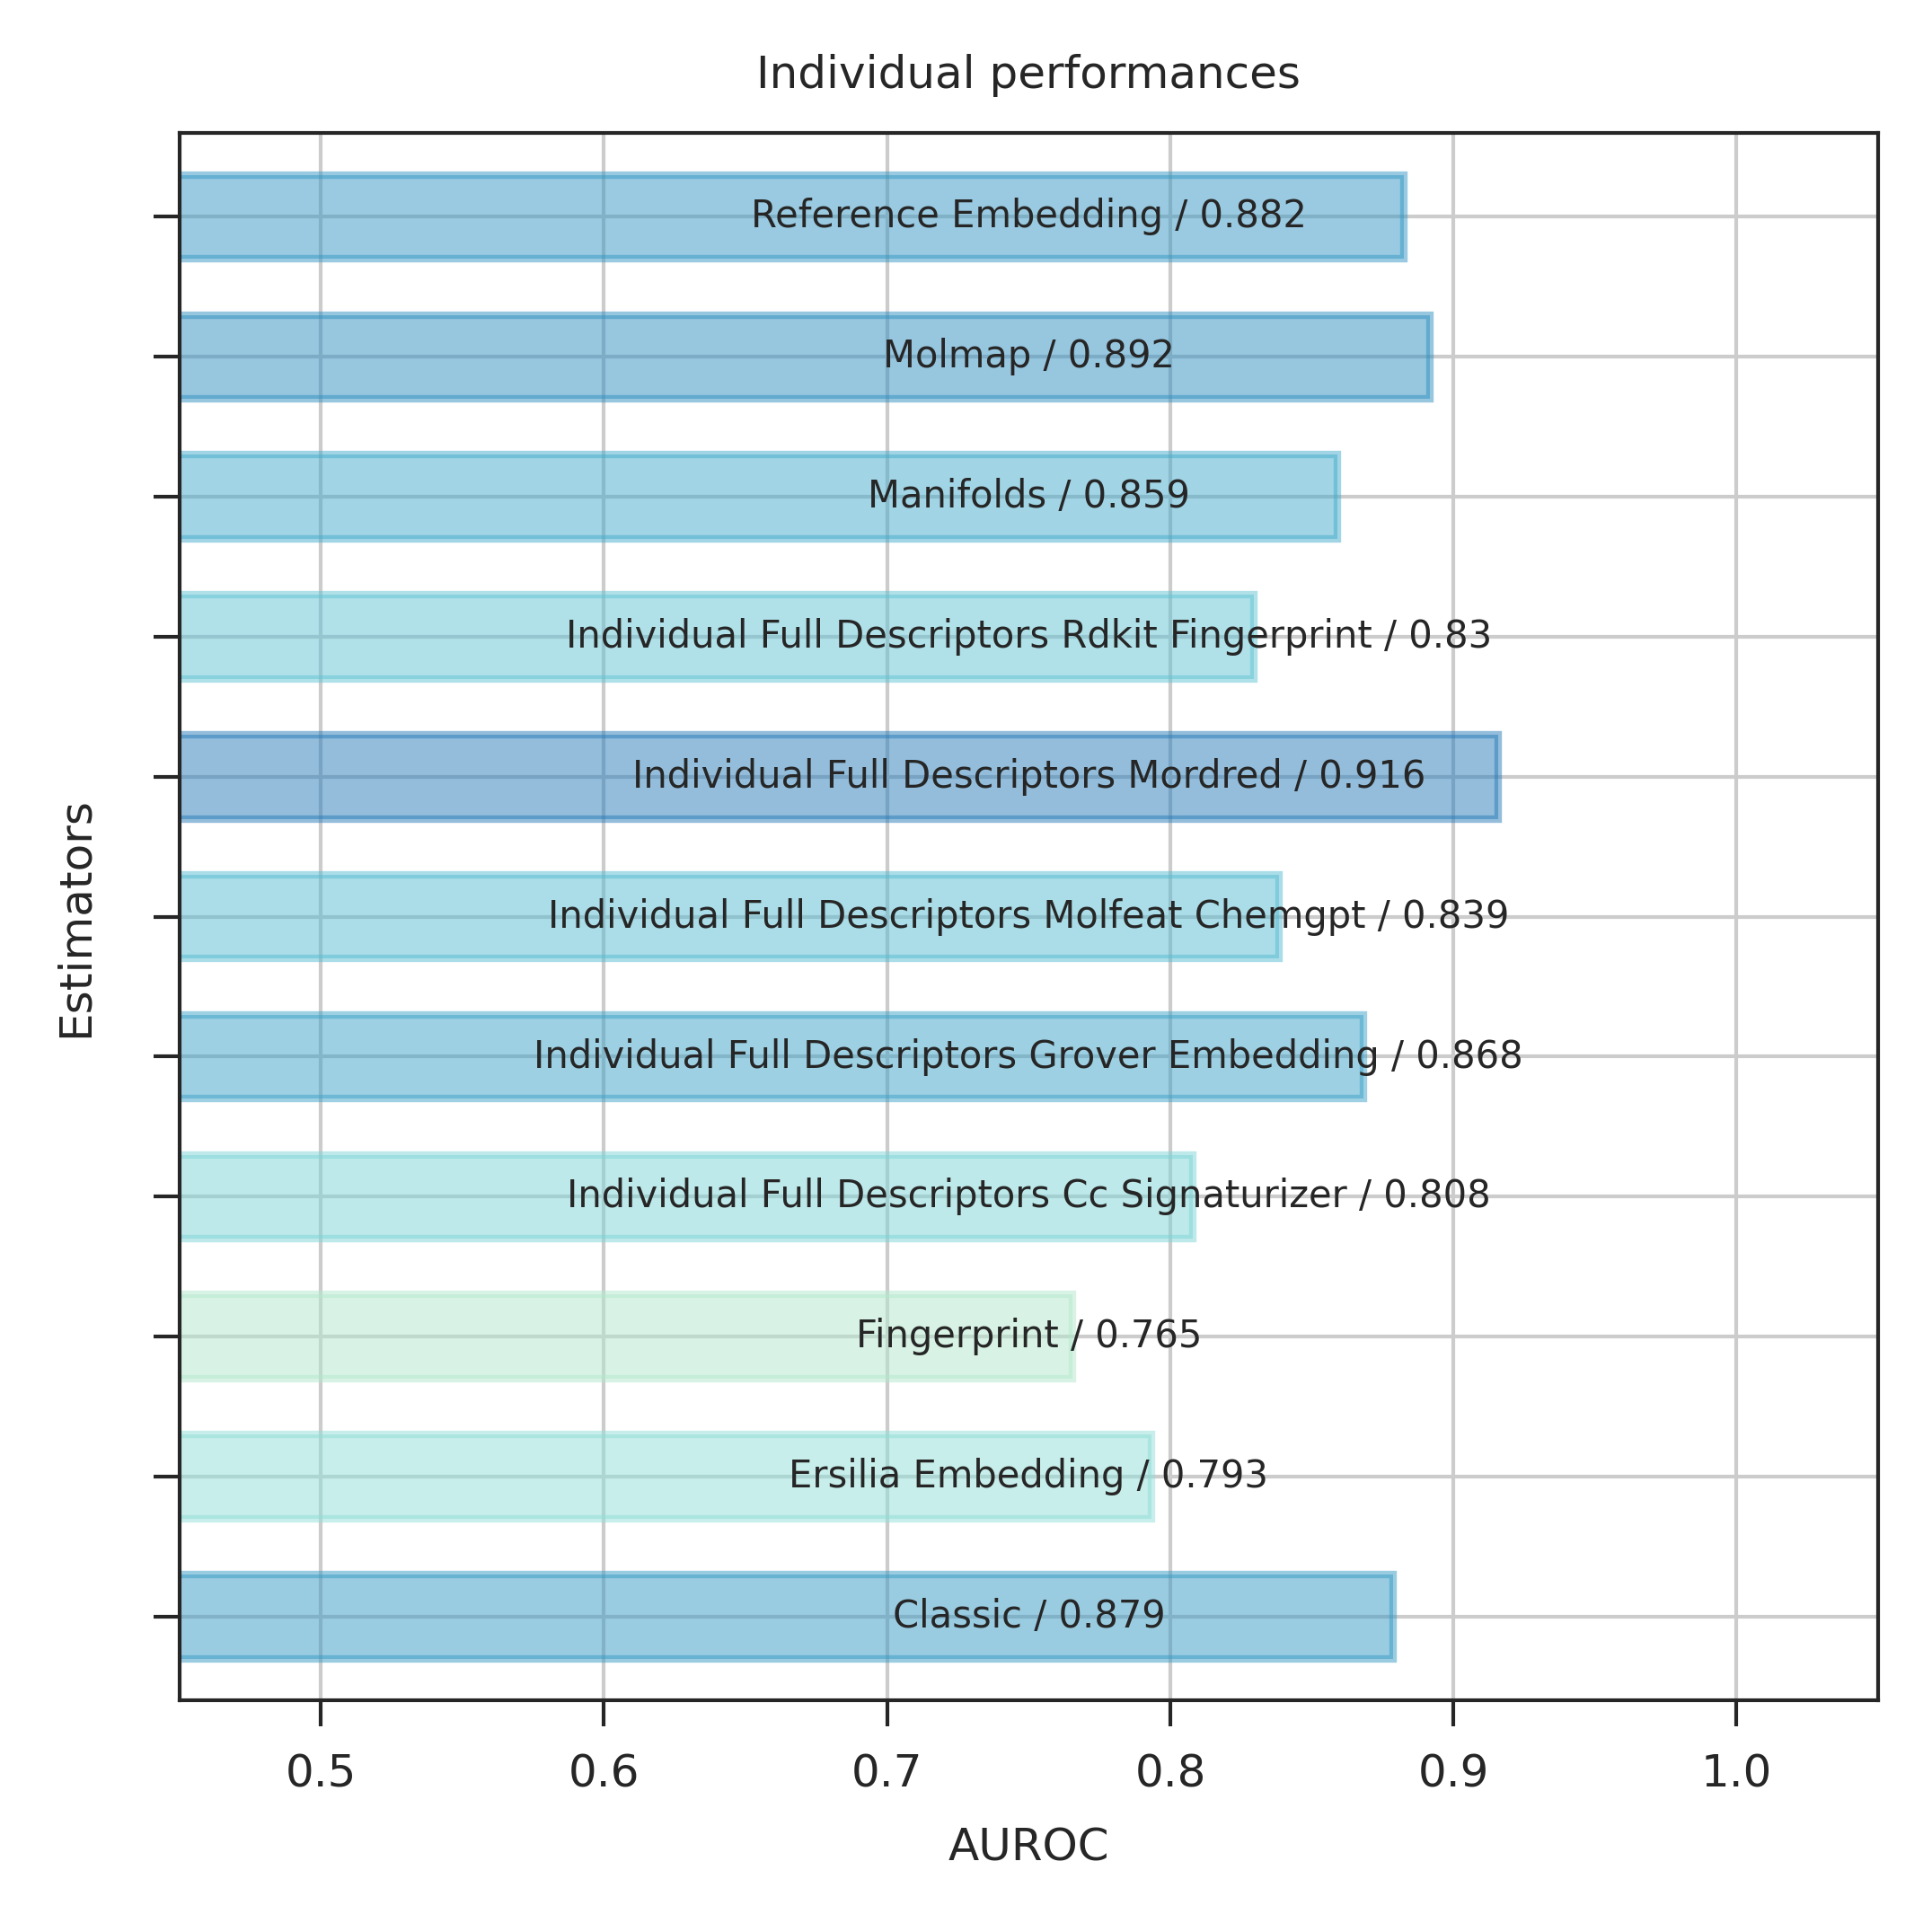 Individual performances
Reference Embedding / 0.882
Molmap / 0.892
Manifolds / 0.859
Individual Full Descriptors Rdkit Fingerprint / 0.83
Individual Full Descriptors Mordred / 0.916
Individual Full Descriptors Molfeat Chemgpt / 0.839
Individual Full Descriptors Grover Embedding / 0.868
Individual Full Descriptors Cc Signaturizer / 0.808
Fingerprint / 0.765
Ersilia Embedding / 0.793
Classic / 0.879
Estimators
0.5 0.6 0.7 0.8 0.9 1.0
AUROC